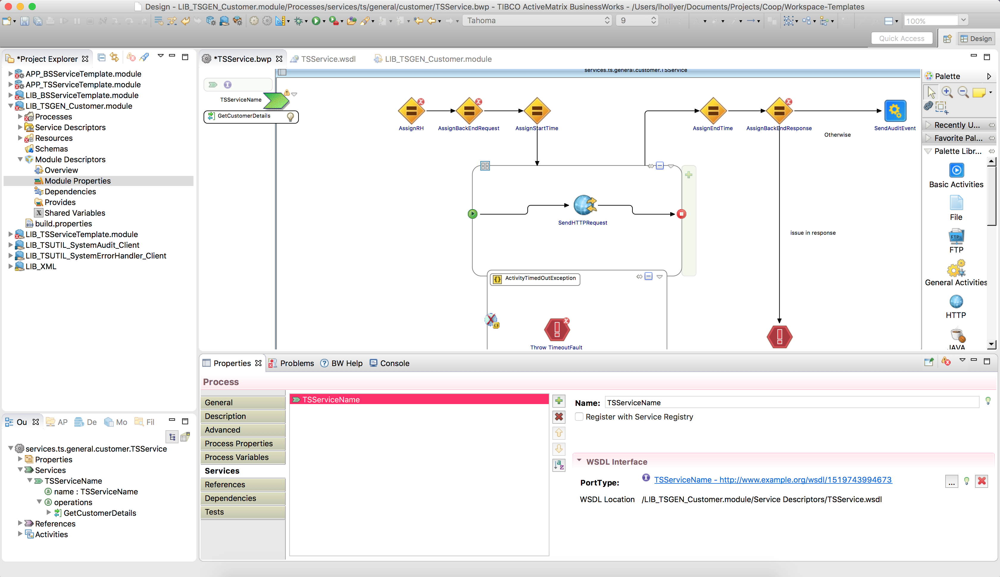 Design - LIB_TSGEN_Customer.module/Processes/services/ts/general/customer/TSService.bwp - TIBCO ActiveMatrix BusinessWorks - /Users/lhollyer/Documents/Projects/Coop/Workspace-Templates
Tahoma
9
100%
Quick Access
Design
*Project Explorer
APP_BSServiceTemplate.module
APP_TSServiceTemplate.module
LIB_BSServiceTemplate.module
LIB_TSGEN_Customer.module
Processes
Service Descriptors
Resources
Schemas
Module Descriptors
Overview
Module Properties
Dependencies
Provides
Shared Variables
build.properties
LIB_TSServiceTemplate.module
LIB_TSUTIL_SystemAudit_Client
LIB_TSUTIL_SystemErrorHandler_Client
LIB_XML
*TSService.bwp
TSService.wsdl
LIB_TSGEN_Customer.module
services.ts.general.customer.TSService
TSServiceName
GetCustomerDetails
AssignRH
AssignBackEndRequest
AssignStartTime
AssignEndTime
AssignBackEndResponse
SendAuditEvent
Otherwise
SendHTTPRequest
issue in response
ActivityTimedOutException
Throw TimeoutFault
Palette
Recently U...
Favorite Pal...
Palette Libr...
Basic Activities
File
FTP
FTP
General Activities
HTTP
JAVA
Ou
AP
De
Mo
Fil
services.ts.general.customer.TSService
Properties
Services
TSServiceName
name : TSServiceName
operations
GetCustomerDetails
References
Activities
Properties
Problems
BW Help
Console
Process
General
Description
Advanced
Process Properties
Process Variables
Services
References
Dependencies
Tests
TSServiceName
Name: TSServiceName
Register with Service Registry
WSDL Interface
PortType: TSServiceName - http://www.example.org/wsdl/1519743994673
...
WSDL Location /LIB_TSGEN_Customer.module/Service Descriptors/TSService.wsdl